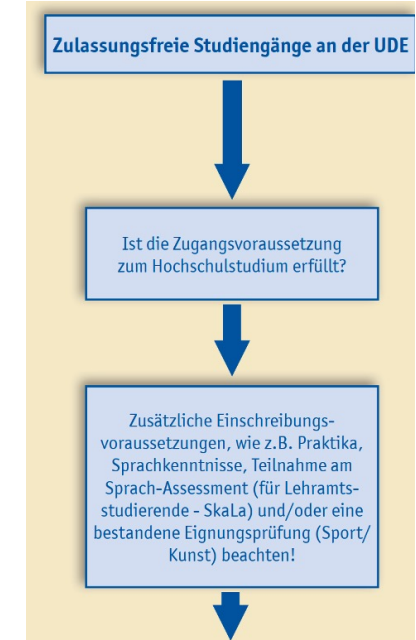 Zulassungsfreie Studiengänge an der UDE
Ist die Zugangsvoraussetzung
zum Hochschulstudium erfüllt?
Zusätzliche Einschreibungs-
voraussetzungen, wie z.B. Praktika,
Sprachkenntnisse, Teilnahme am
Sprach-Assessment (für Lehramts-
studierende - SkaLa) und/oder eine
bestandene Eignungsprüfung (Sport/
Kunst) beachten!